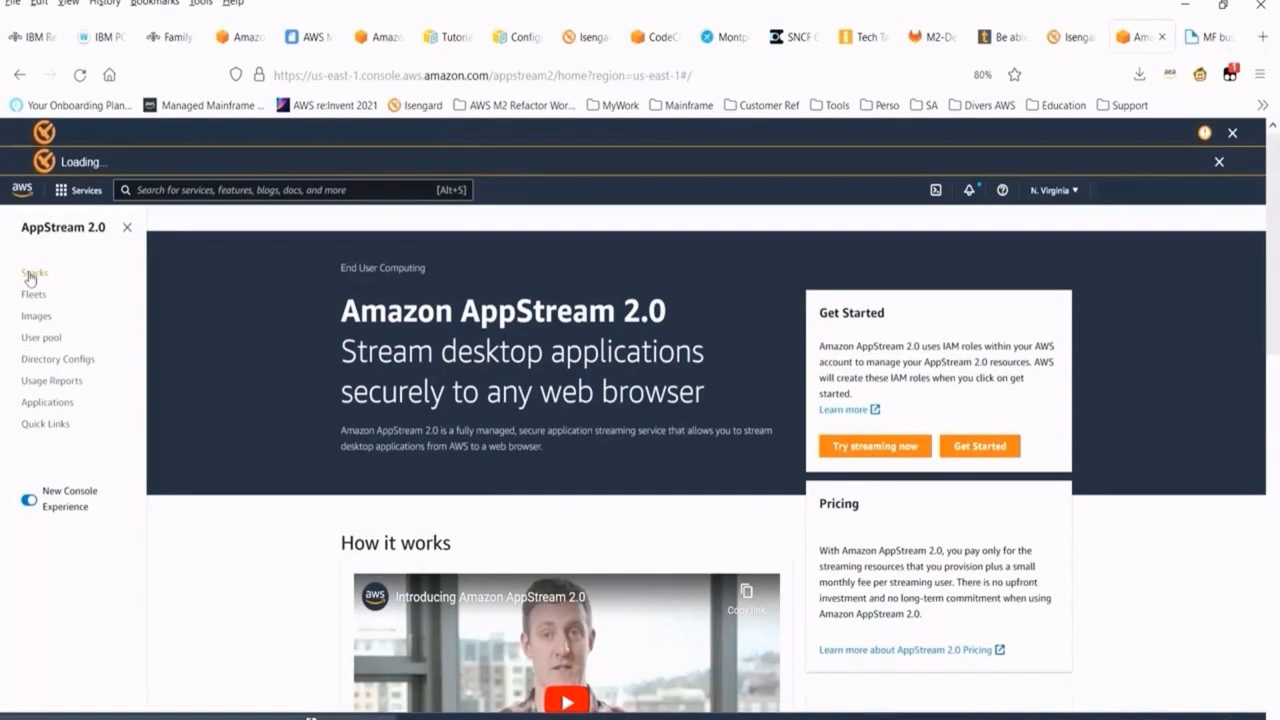 File Edit View History Bookmarks Tools Help
IBM Re
IBM PC
Family
Amazo
AWS M
Amazo
Tutoria
Config
Isenga
CodeC
Montp
SNCF C
Tech Ta
M2-De
Be abl
Isenga
Ama
MF bu
https://us-east-1.console.aws.amazon.com/appstream2/home?region=us-east-1#/
80%
aea
1
Your Onboarding Plan...
Managed Mainframe ...
AWS re:Invent 2021
Isengard
AWS M2 Refactor Wor...
MyWork
Mainframe
Customer Ref
Tools
Perso
SA
Divers AWS
Education
Support
Loading...
aws
Services
Search for services, features, blogs, docs, and more
[Alt+S]
N. Virginia
AppStream 2.0
Stacks
Fleets
Images
User pool
Directory Configs
Usage Reports
Applications
Quick Links
New Console
Experience
End User Computing
Amazon AppStream 2.0
Stream desktop applications
securely to any web browser
Amazon AppStream 2.0 is a fully managed, secure application streaming service that allows you to stream
desktop applications from AWS to a web browser.
Get Started
Amazon AppStream 2.0 uses IAM roles within your AWS
account to manage your AppStream 2.0 resources. AWS
will create these IAM roles when you click on get
started.
Learn more
Try streaming now
Get Started
Pricing
With Amazon AppStream 2.0, you pay only for the
streaming resources that you provision plus a small
monthly fee per streaming user. There is no upfront
investment and no long-term commitment when using
Amazon AppStream 2.0.
Learn more about AppStream 2.0 Pricing
How it works
aws
Introducing Amazon AppStream 2.0
Copy link